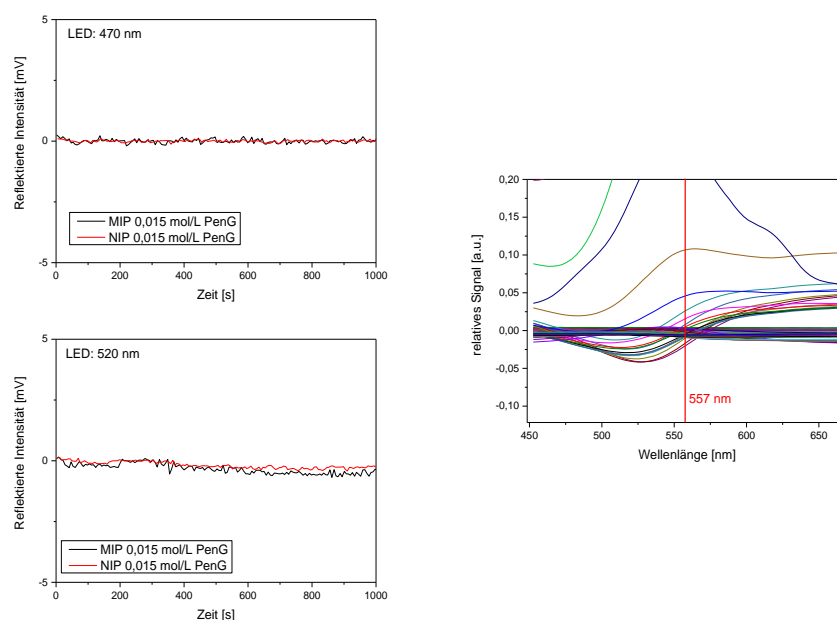 5
LED: 470 nm
0
-5
Reflektierte Intensität [mV]
MIP 0,015 mol/L PenG
NIP 0,015 mol/L PenG
0 200 400 600 800 1000
Zeit [s]
5
LED: 520 nm
0
-5
Reflektierte Intensität [mV]
MIP 0,015 mol/L PenG
NIP 0,015 mol/L PenG
0 200 400 600 800 1000
Zeit [s]
0,20
0,15
0,10
0,05
0,00
-0,05
-0,10
relatives Signal [a.u.]
557 nm
450 500 550 600 650
Wellenlänge [nm]